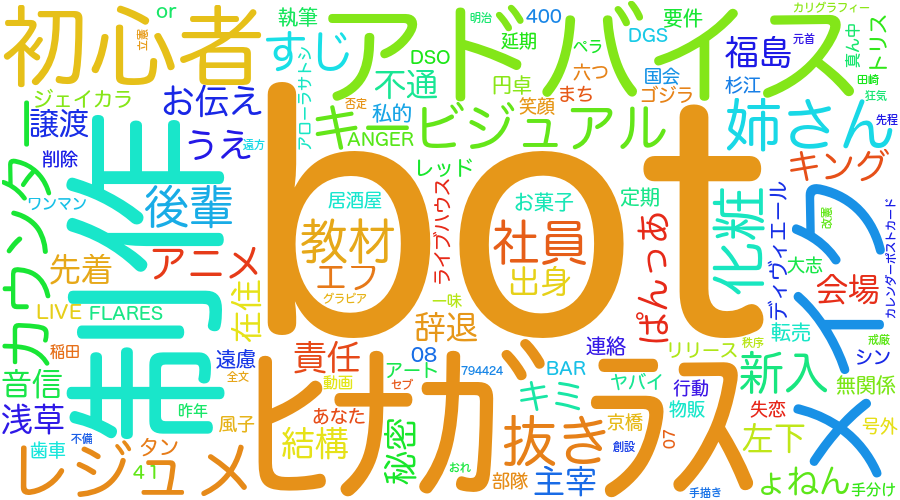 初心者
アドバイス
bot
制作
ヒナガラス
メイク
キービジュアル
カウンター
レジュメ
姉さん
すじ
執筆
or
明治
400
延期
要件
カリグラフィー
立憲
DSO
DGS
福島
元首
真ん中
トリス
ジェイカラ
お伝え
アローラサトシ
不通
ペラ
六つ
国会
杉江
田崎
円卓
ゴジラ
狂気
譲渡
うえ
否定
私的
笑顔
まち
先程
遠方
ANGER
削除
レッド
キング
ワンマン
後輩
居酒屋
ライブハウス
お菓子
定期
化粧
教材
社員
ぱんっあ
ディヴィエール
改憲
カレンダーポストカード
先着
アニメ
エフ
出身
大志
会場
在住
グラビア
一味
LIVE
FLARES
辞退
転売
戒厳
稲田
遠慮
責任
08
連絡
リリース
秩序
シン
音信
全文
動画
アート
セブ
794424
BAR
ヤバイ
行動
新入
無関係
浅草
昨年
風子
あなた
キミ
物販
失恋
歯車
不備
タン
結構
秘密
抜き
京橋
創設
07
左下
号外
4
おれ
部隊
主宰
手描き
ょねん
手分け